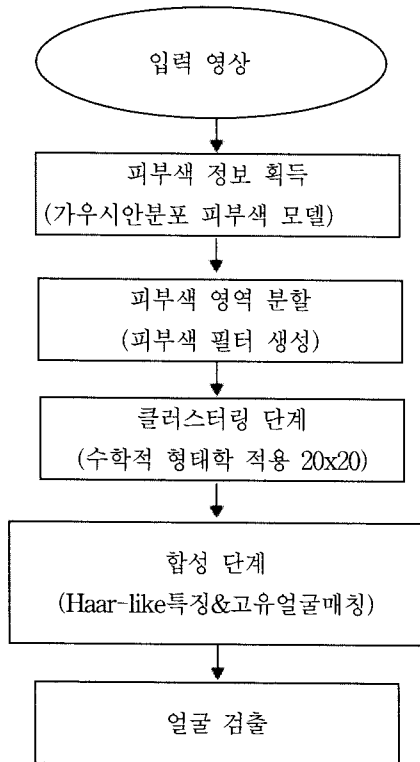 입력 영상
피부색 정보 획득
(가우시안분포 피부색 모델)
피부색 영역 분할
(피부색 필터 생성)
클러스터링 단계
(수학적 형태학 적용 20x20)
합성 단계
(Haar-like특징&고유얼굴매칭)
얼굴 검출